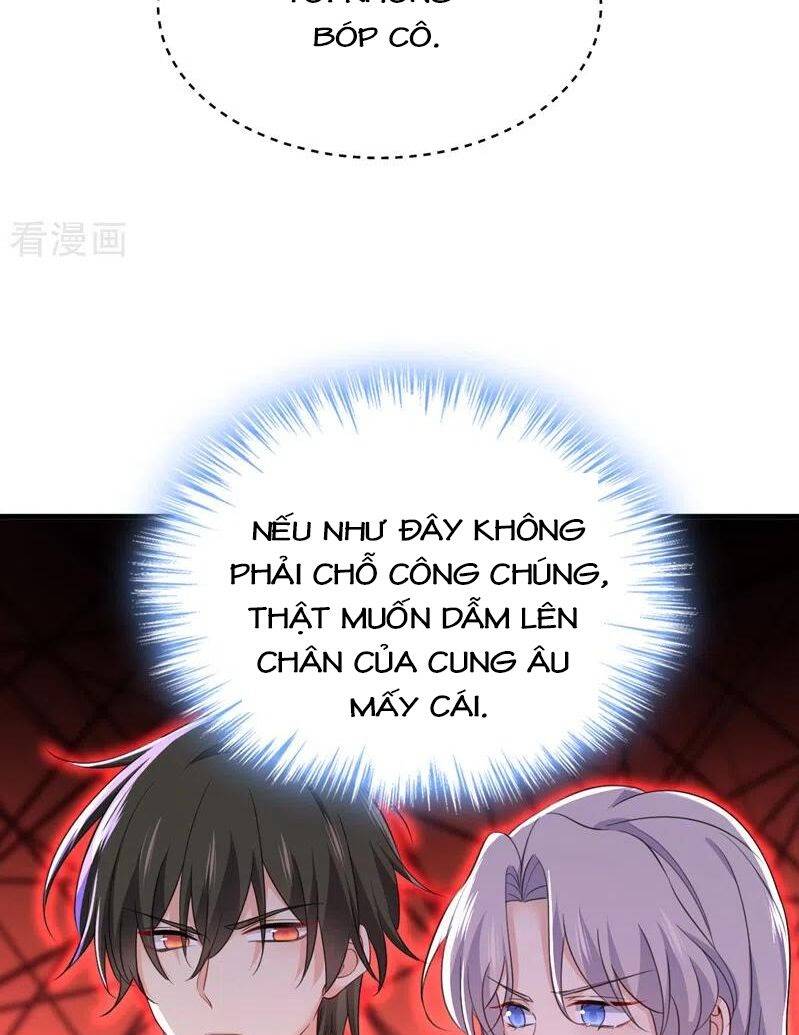 BÓP CÔ.
看漫画
NẾU NHƯ ĐÂY KHÔNG
PHẢI CHỖ CÔNG CHÚNG,
THẬT MUỐN DẪM LÊN
CHÂN CỦA CUNG ÂU
MẤY CÁI.